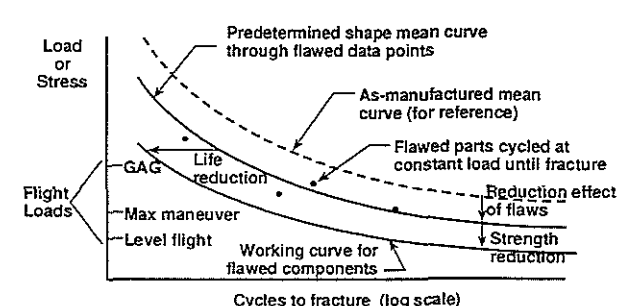 Load
or
Stress
Predetermined shape mean curve
through flawed data points
As-manufactured mean
curve (for reference)
Flawed parts cycled at
constant load until fracture
GAG
Life
reduction
Flight
Loads
Max maneuver
Level flight
Reduction effect
of flaws
Strength
reduction
Working curve for
flawed components
Cycles to fracture (log scale)